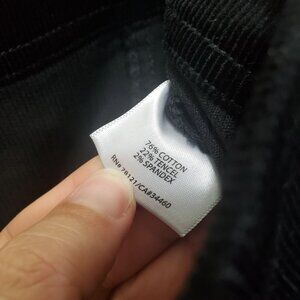 76% COTTON
22% TENCEL
2% SPANDEX
RN# 78121/CA#34460